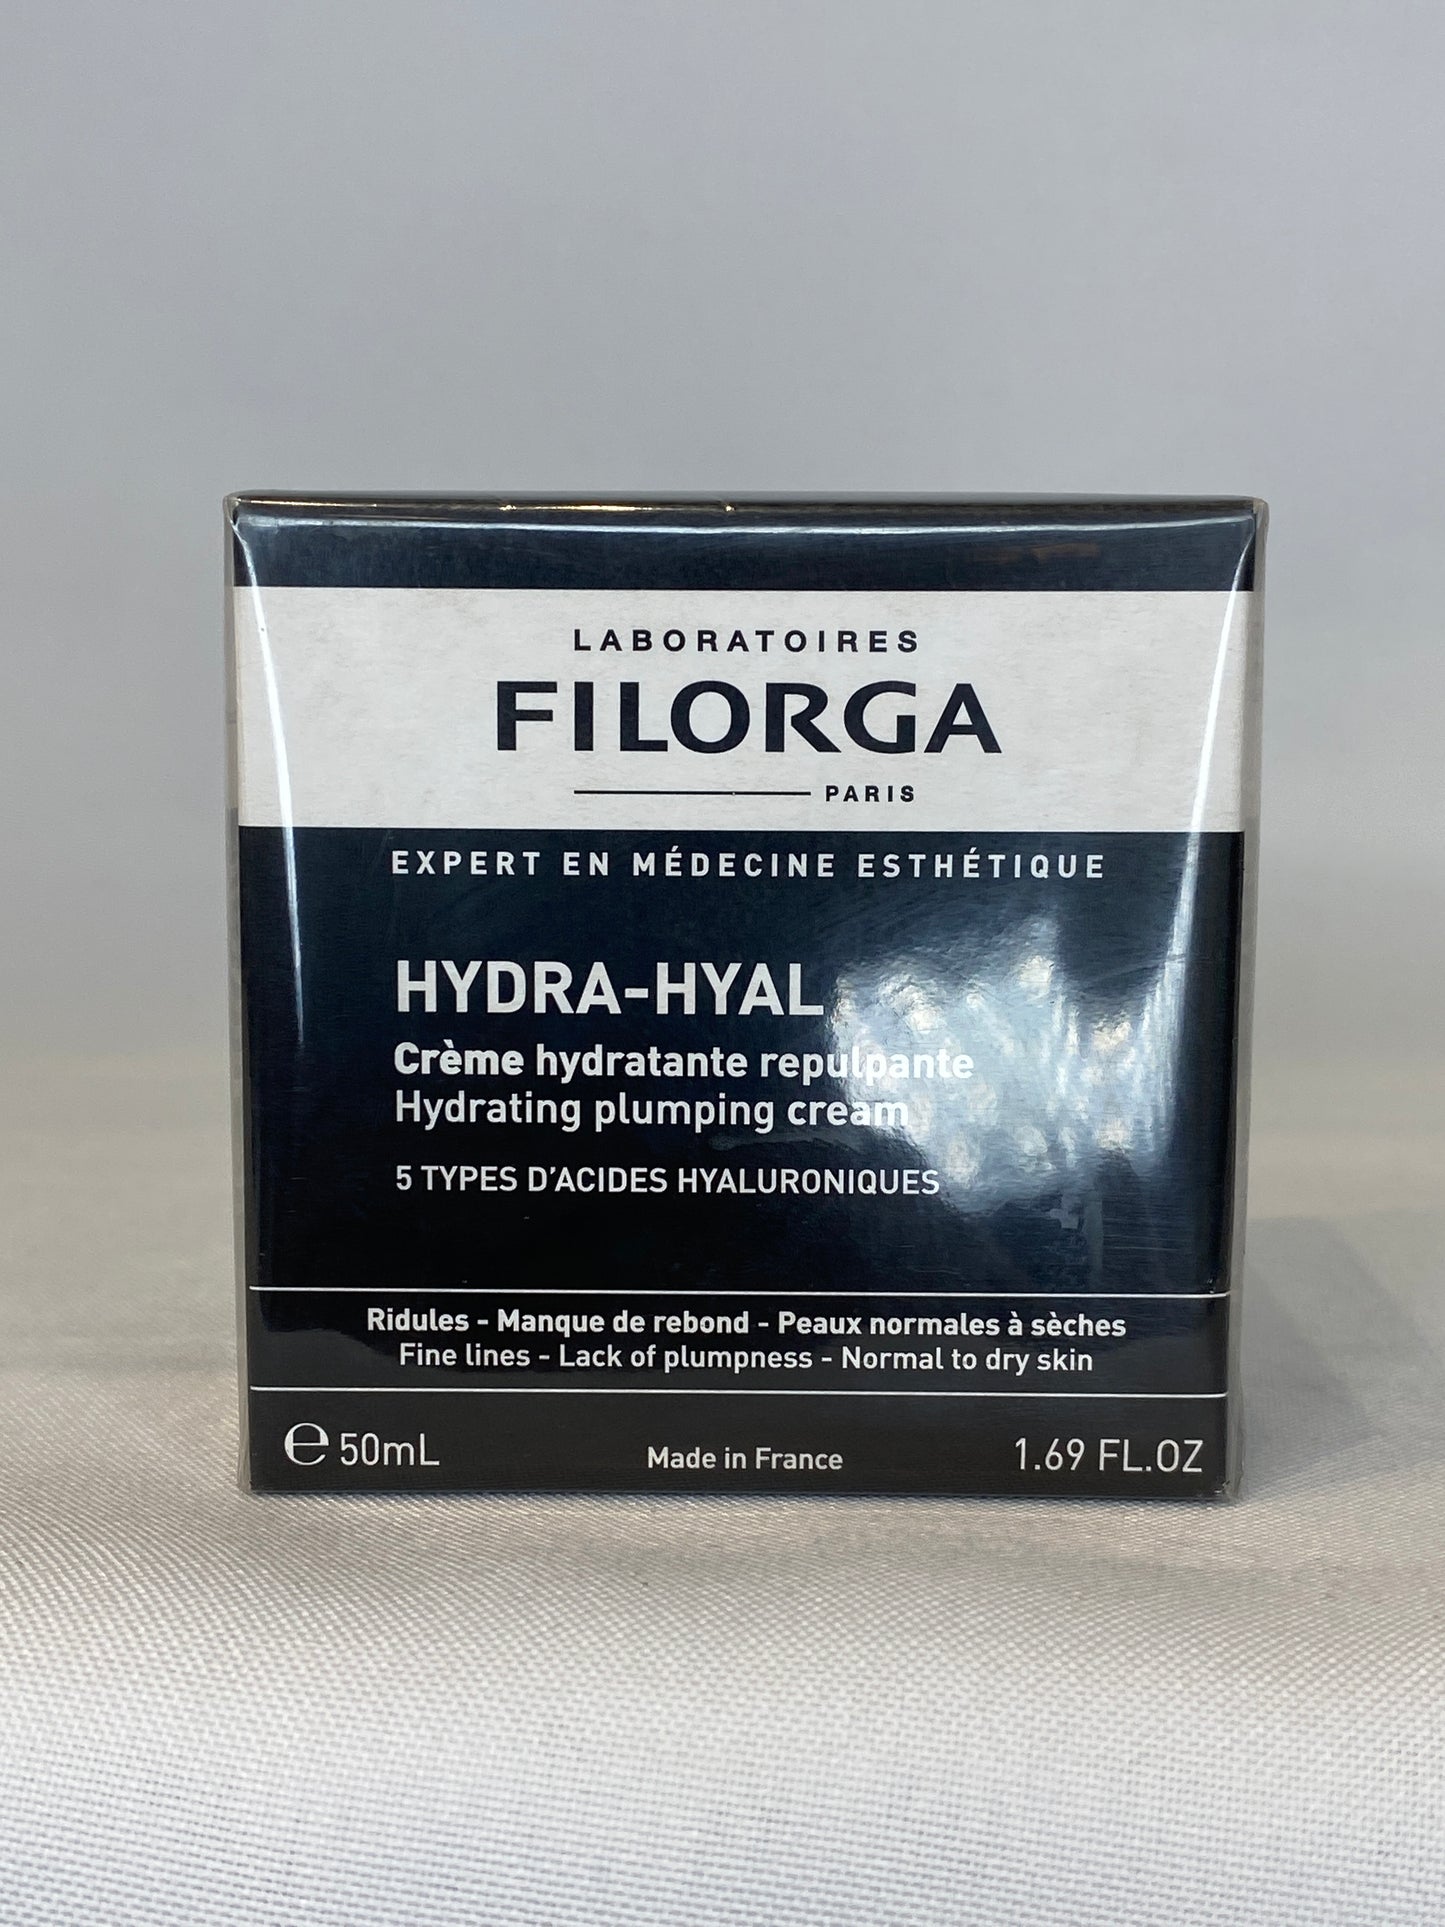 LABORATOIRES
FILORGA
PARIS
EXPERT EN MÉDECINE ESTHÉTIQUE
HYDRA-HYAL
Crème hydratante repulpante
Hydrating plumping cream
5 TYPES D'ACIDES HYALURONIQUES
Ridules - Manque de rebond - Peaux normales à sèches
Fine lines - Lack of plumpness - Normal to dry skin
℮ 50mL Made in France 1.69 FL.OZ